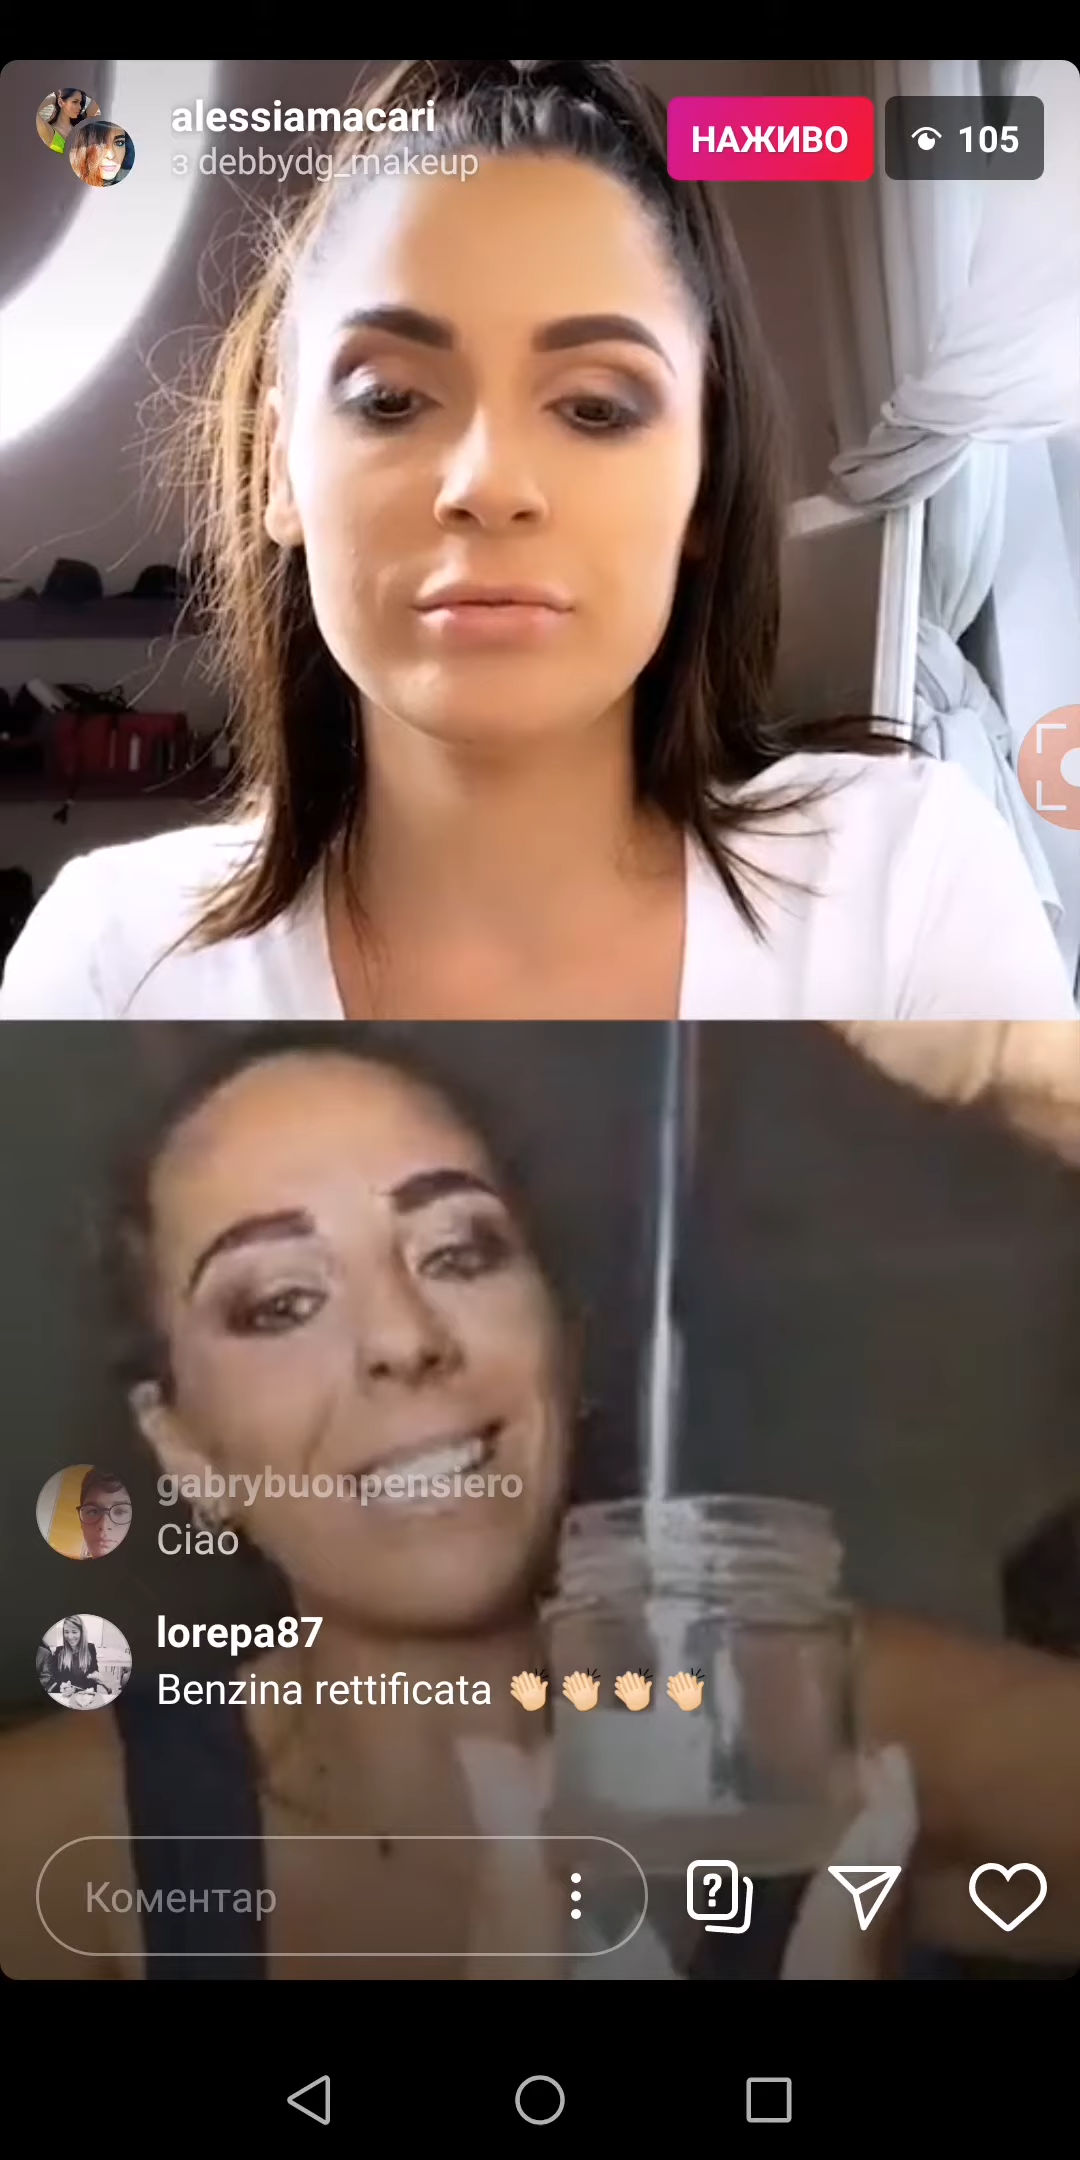 alessiamacari
з debbydg_makeup
НАЖИВО
105
gabrybuonpensiero
Ciao
lorepa87
Benzina rettificata 👏🏻👏🏻👏🏻👏🏻
Коментар